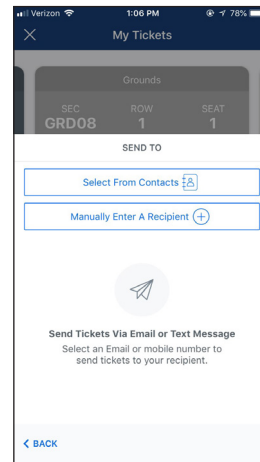 Verizon 1:06 PM 78%
My Tickets
Grounds
SEC ROW SEAT
GRD08 1 1
SEND TO
Select From Contacts
Manually Enter A Recipient
Send Tickets Via Email or Text Message
Select an Email or mobile number to
send tickets to your recipient.
BACK